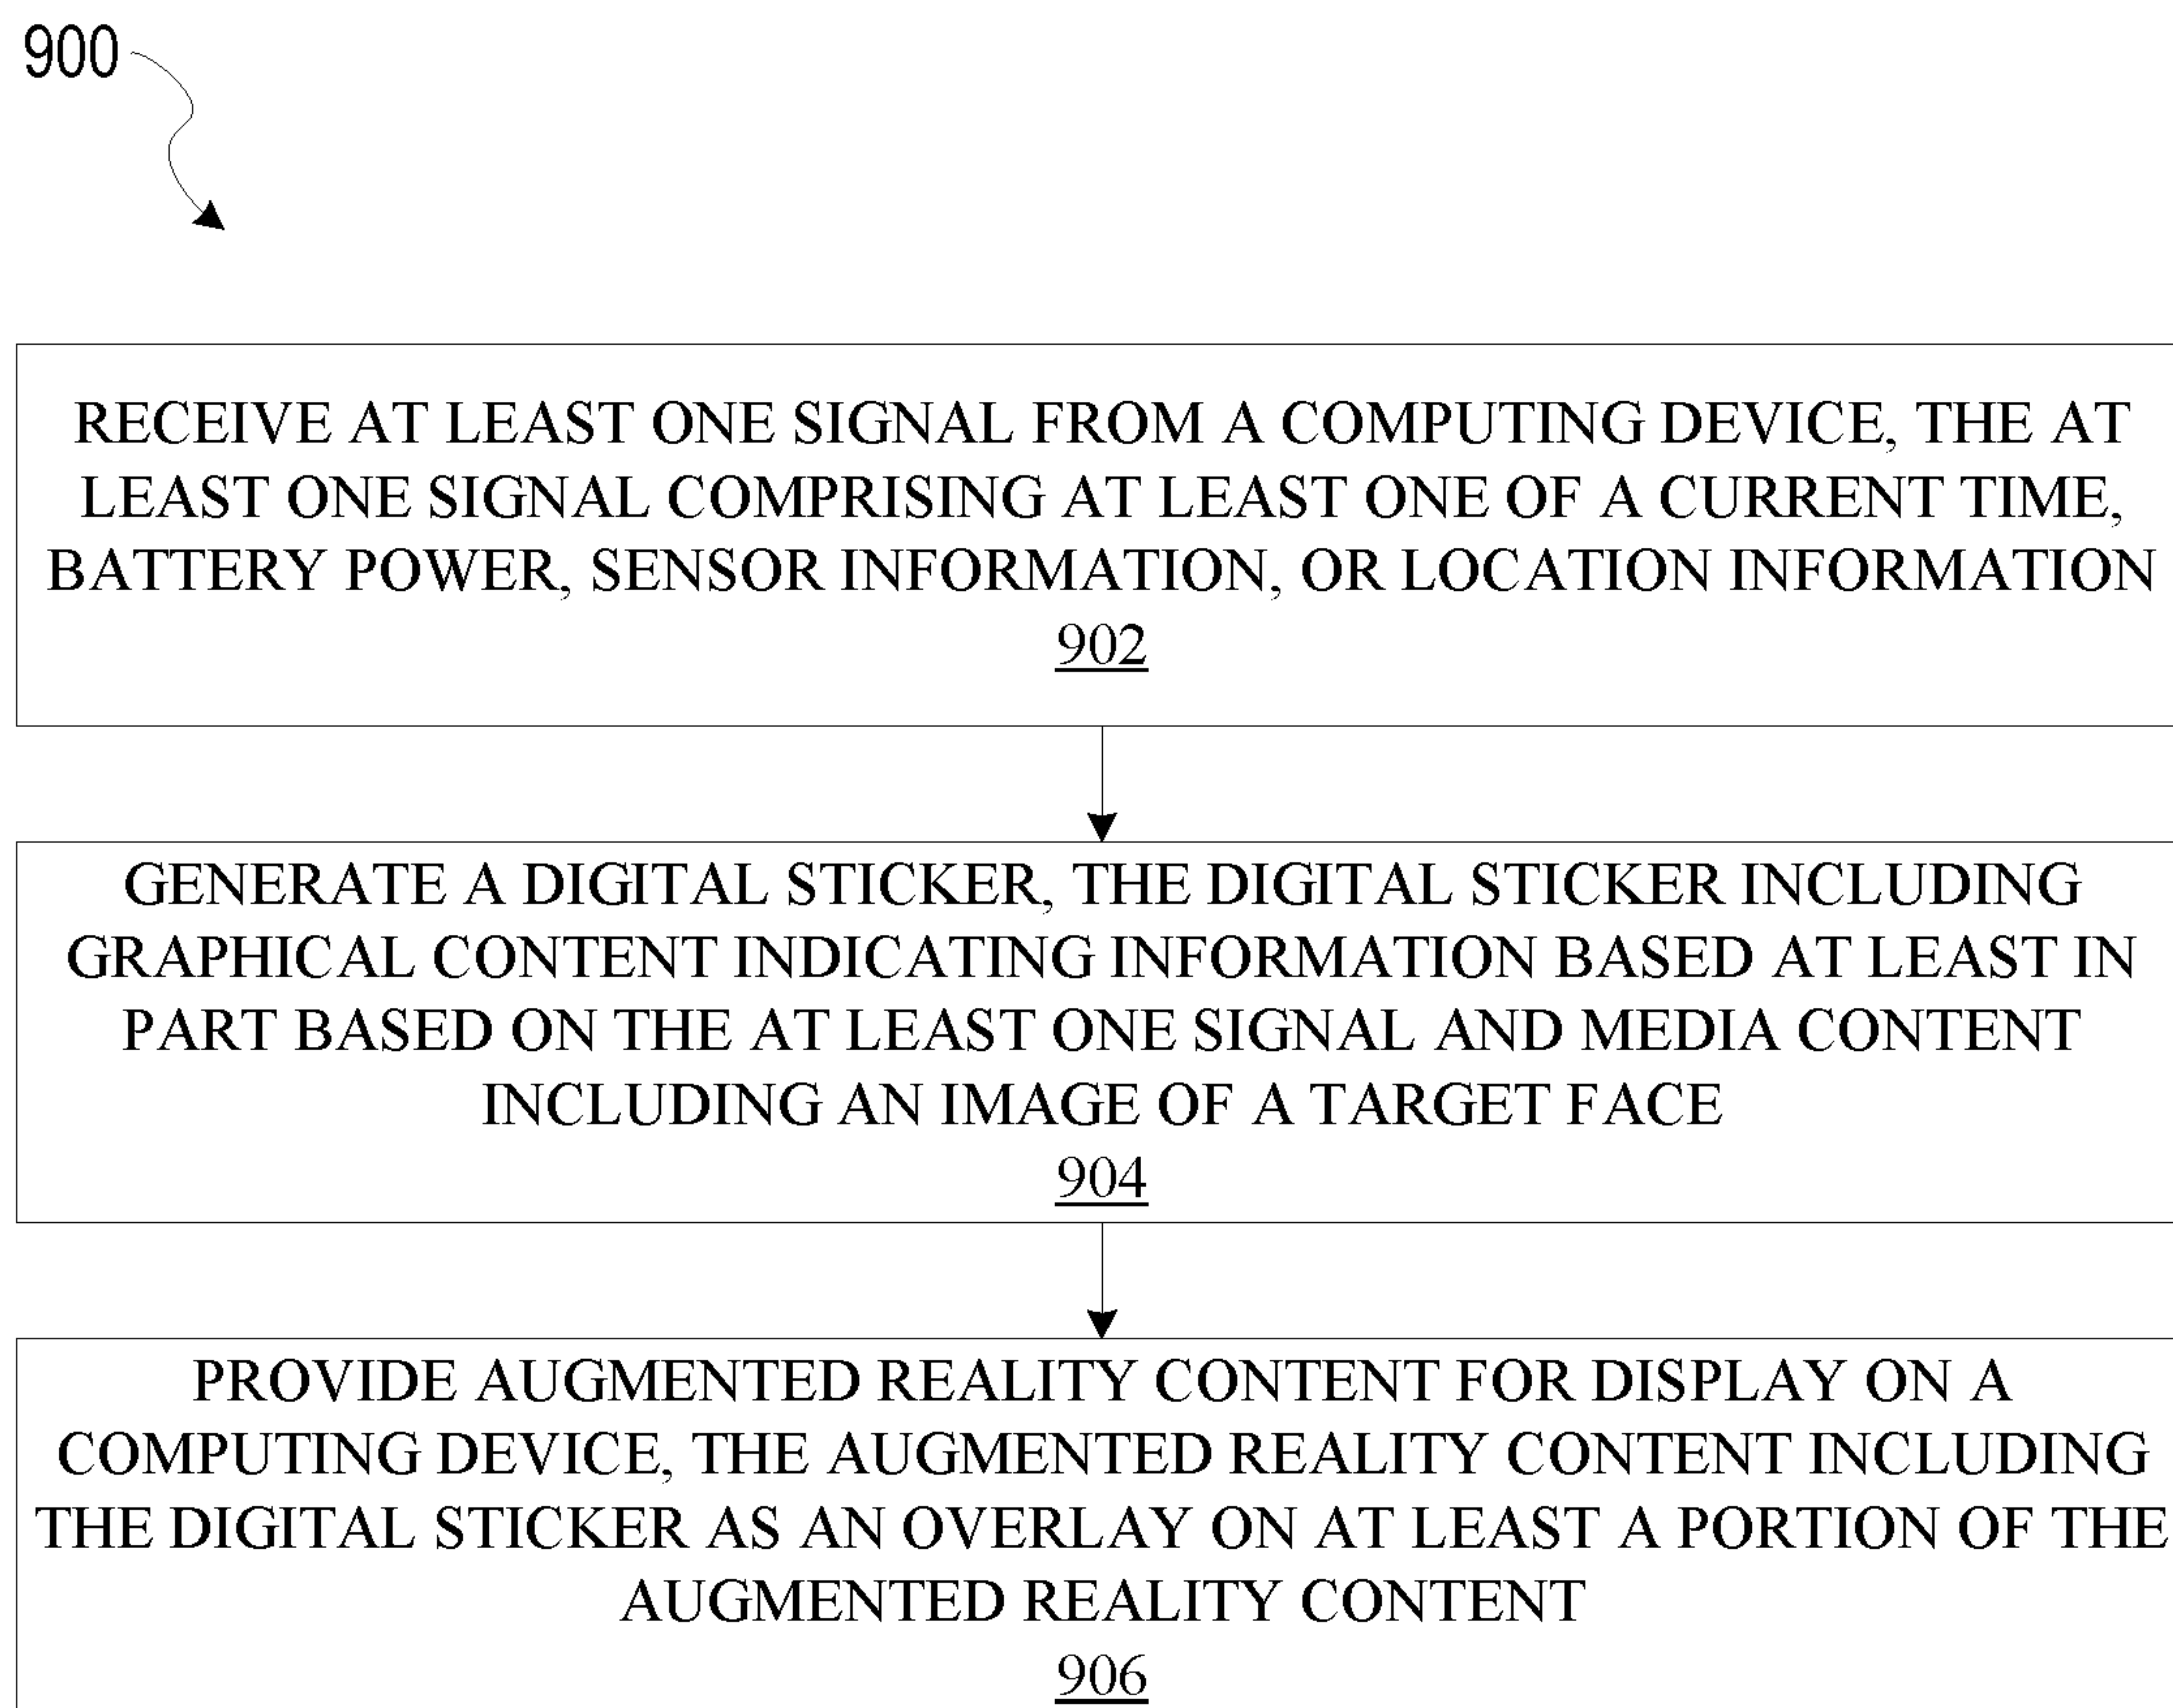 900
RECEIVE AT LEAST ONE SIGNAL FROM A COMPUTING DEVICE, THE AT
LEAST ONE SIGNAL COMPRISING AT LEAST ONE OF A CURRENT TIME,
BATTERY POWER, SENSOR INFORMATION, OR LOCATION INFORMATION
902
GENERATE A DIGITAL STICKER, THE DIGITAL STICKER INCLUDING
GRAPHICAL CONTENT INDICATING INFORMATION BASED AT LEAST IN
PART BASED ON THE AT LEAST ONE SIGNAL AND MEDIA CONTENT
INCLUDING AN IMAGE OF A TARGET FACE
904
PROVIDE AUGMENTED REALITY CONTENT FOR DISPLAY ON A
COMPUTING DEVICE, THE AUGMENTED REALITY CONTENT INCLUDING
THE DIGITAL STICKER AS AN OVERLAY ON AT LEAST A PORTION OF THE
AUGMENTED REALITY CONTENT
906